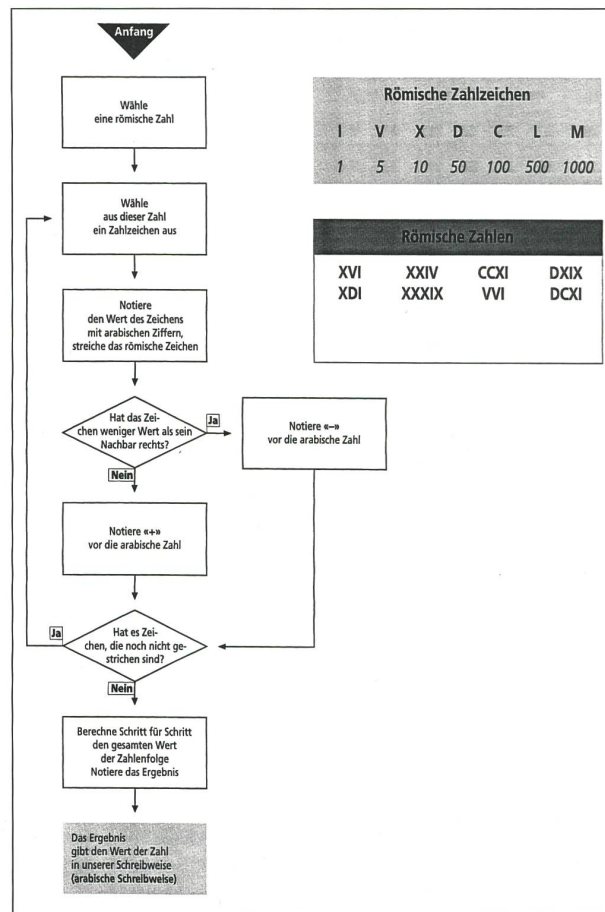 Anfang
Wähle
eine römische Zahl
Wähle
aus dieser Zahl
ein Zahlzeichen aus
Notiere
den Wert des Zeichens
mit arabischen Ziffern,
streiche das römische Zeichen
Hat das Zei-
chen weniger Wert als sein
Nachbar rechts?
Ja
Notiere «–»
vor die arabische Zahl
Nein
Notiere «+»
vor die arabische Zahl
Ja
Hat es Zei-
chen, die noch nicht ge-
strichen sind?
Nein
Berechne Schritt für Schritt
den gesamten Wert
der Zahlenfolge
Notiere das Ergebnis
Das Ergebnis
gibt den Wert der Zahl
in unserer Schreibweise
(arabische Schreibweise)
Römische Zahlzeichen
I V X D C L M
1 5 10 50 100 500 1000
Römische Zahlen
XVI XXIV CCXI DXIX
XDI XXXIX VVI DCXI